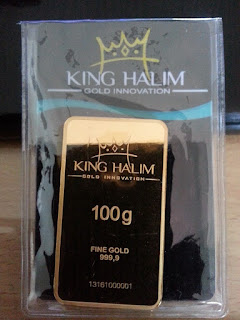 KING HALIM
GOLD INNOVATION
KING HALIM
GOLD INNOVATION
100g
FINE GOLD
999,9
13161000001